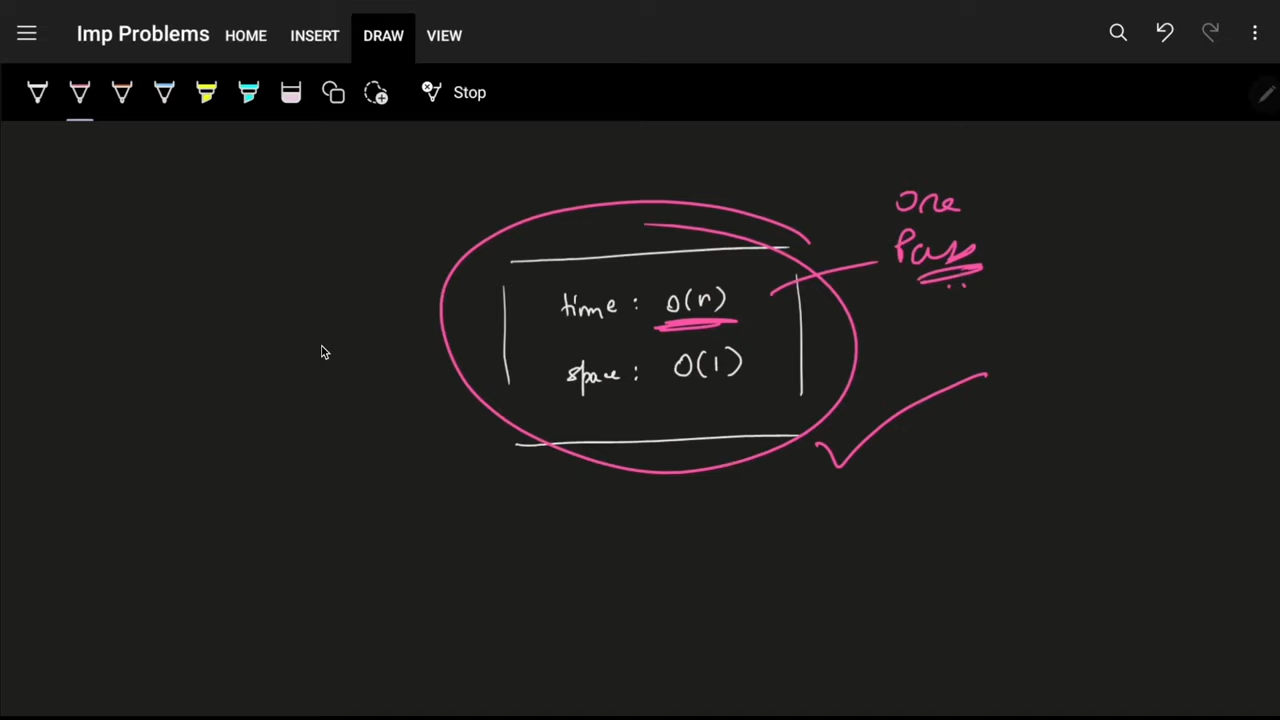 Imp Problems HOME INSERT DRAW VIEW
Stop
One
Pass
time : O(n)
space : O(1)